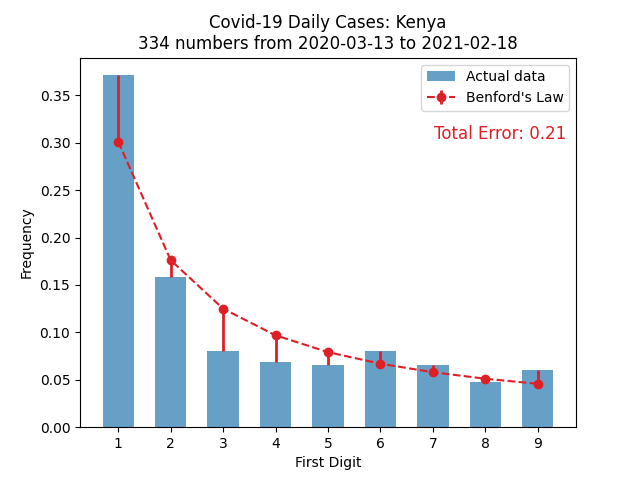 Covid-19 Daily Cases: Kenya
334 numbers from 2020-03-13 to 2021-02-18
Actual data
Benford's Law
Total Error: 0.21
Frequency
0.35
0.30
0.25
0.20
0.15
0.10
0.05
0.00
1 2 3 4 5 6 7 8 9
First Digit